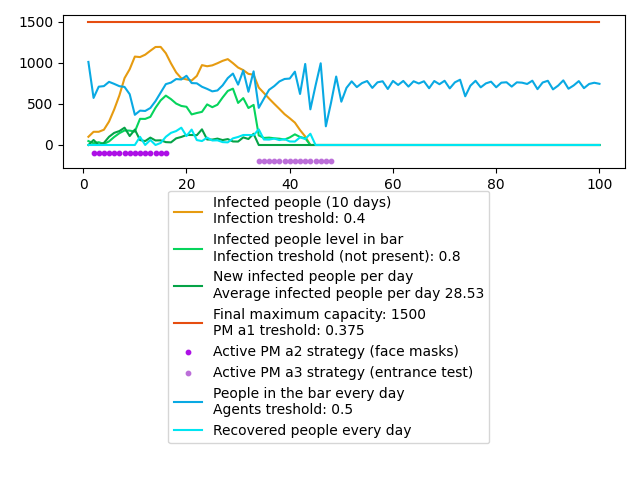 1500
1000
500
0
0
20
40
60
80
100
Infected people (10 days)
Infection treshold: 0.4
Infected people level in bar
Infection treshold (not present): 0.8
New infected people per day
Average infected people per day 28.53
Final maximum capacity: 1500
PM a1 treshold: 0.375
Active PM a2 strategy (face masks)
Active PM a3 strategy (entrance test)
People in the bar every day
Agents treshold: 0.5
Recovered people every day